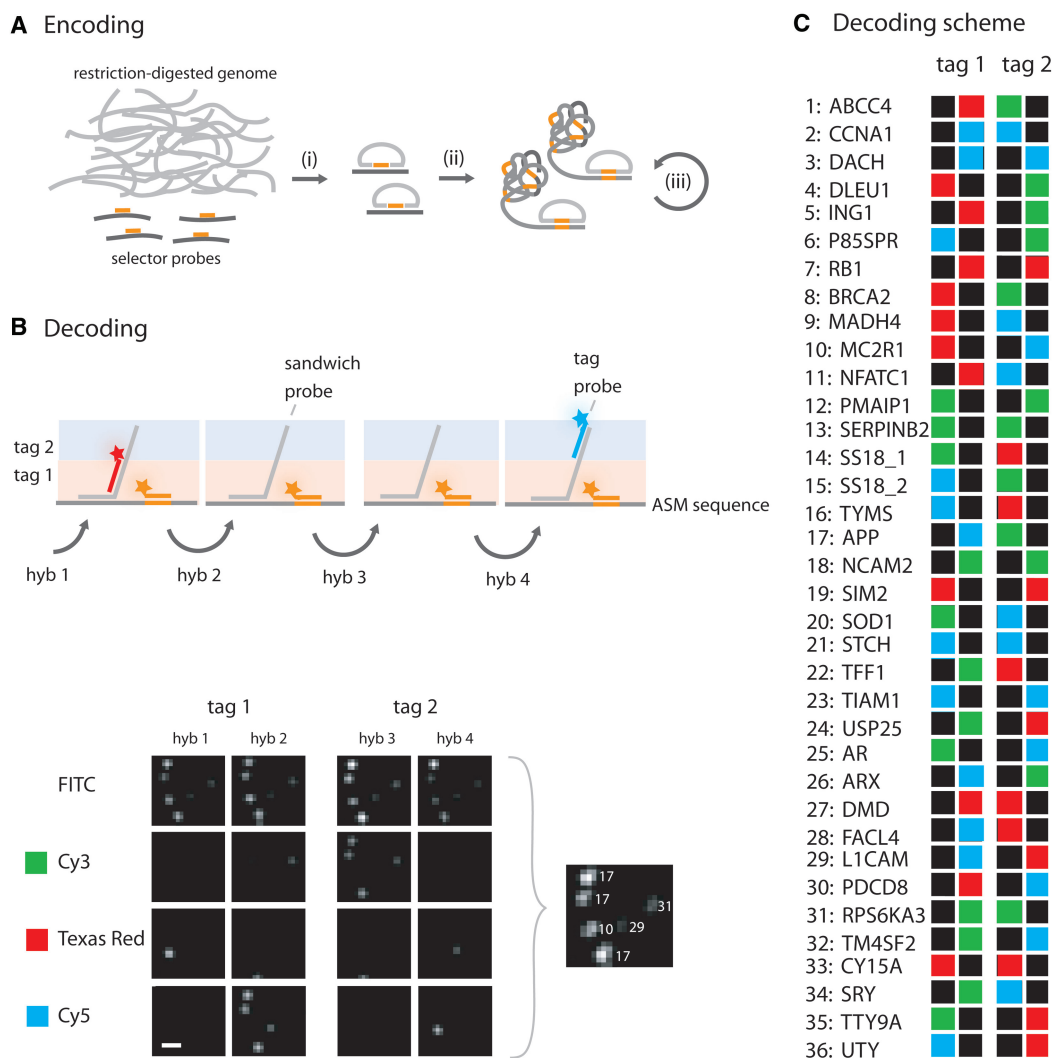 A Encoding
restriction-digested genome
(i)
(ii)
(iii)
selector probes
B Decoding
sandwich
probe
tag
probe
tag 2
tag 1
ASM sequence
hyb 1
hyb 2
hyb 3
hyb 4
tag 1
tag 2
hyb 1
hyb 2
hyb 3
hyb 4
FITC
Cy3
Texas Red
Cy5
17
17
31
10
29
17
C Decoding scheme
tag 1
tag 2
1: ABCC4
2: CCNA1
3: DACH
4: DLEU1
5: ING1
6: P85SPR
7: RB1
8: BRCA2
9: MADH4
10: MC2R1
11: NFATC1
12: PMAIP1
13: SERPINB2
14: SS18_1
15: SS18_2
16: TYMS
17: APP
18: NCAM2
19: SIM2
20: SOD1
21: STCH
22: TFF1
23: TIAM1
24: USP25
25: AR
26: ARX
27: DMD
28: FACL4
29: L1CAM
30: PDCD8
31: RPS6KA3
32: TM4SF2
33: CY15A
34: SRY
35: TTY9A
36: UTY